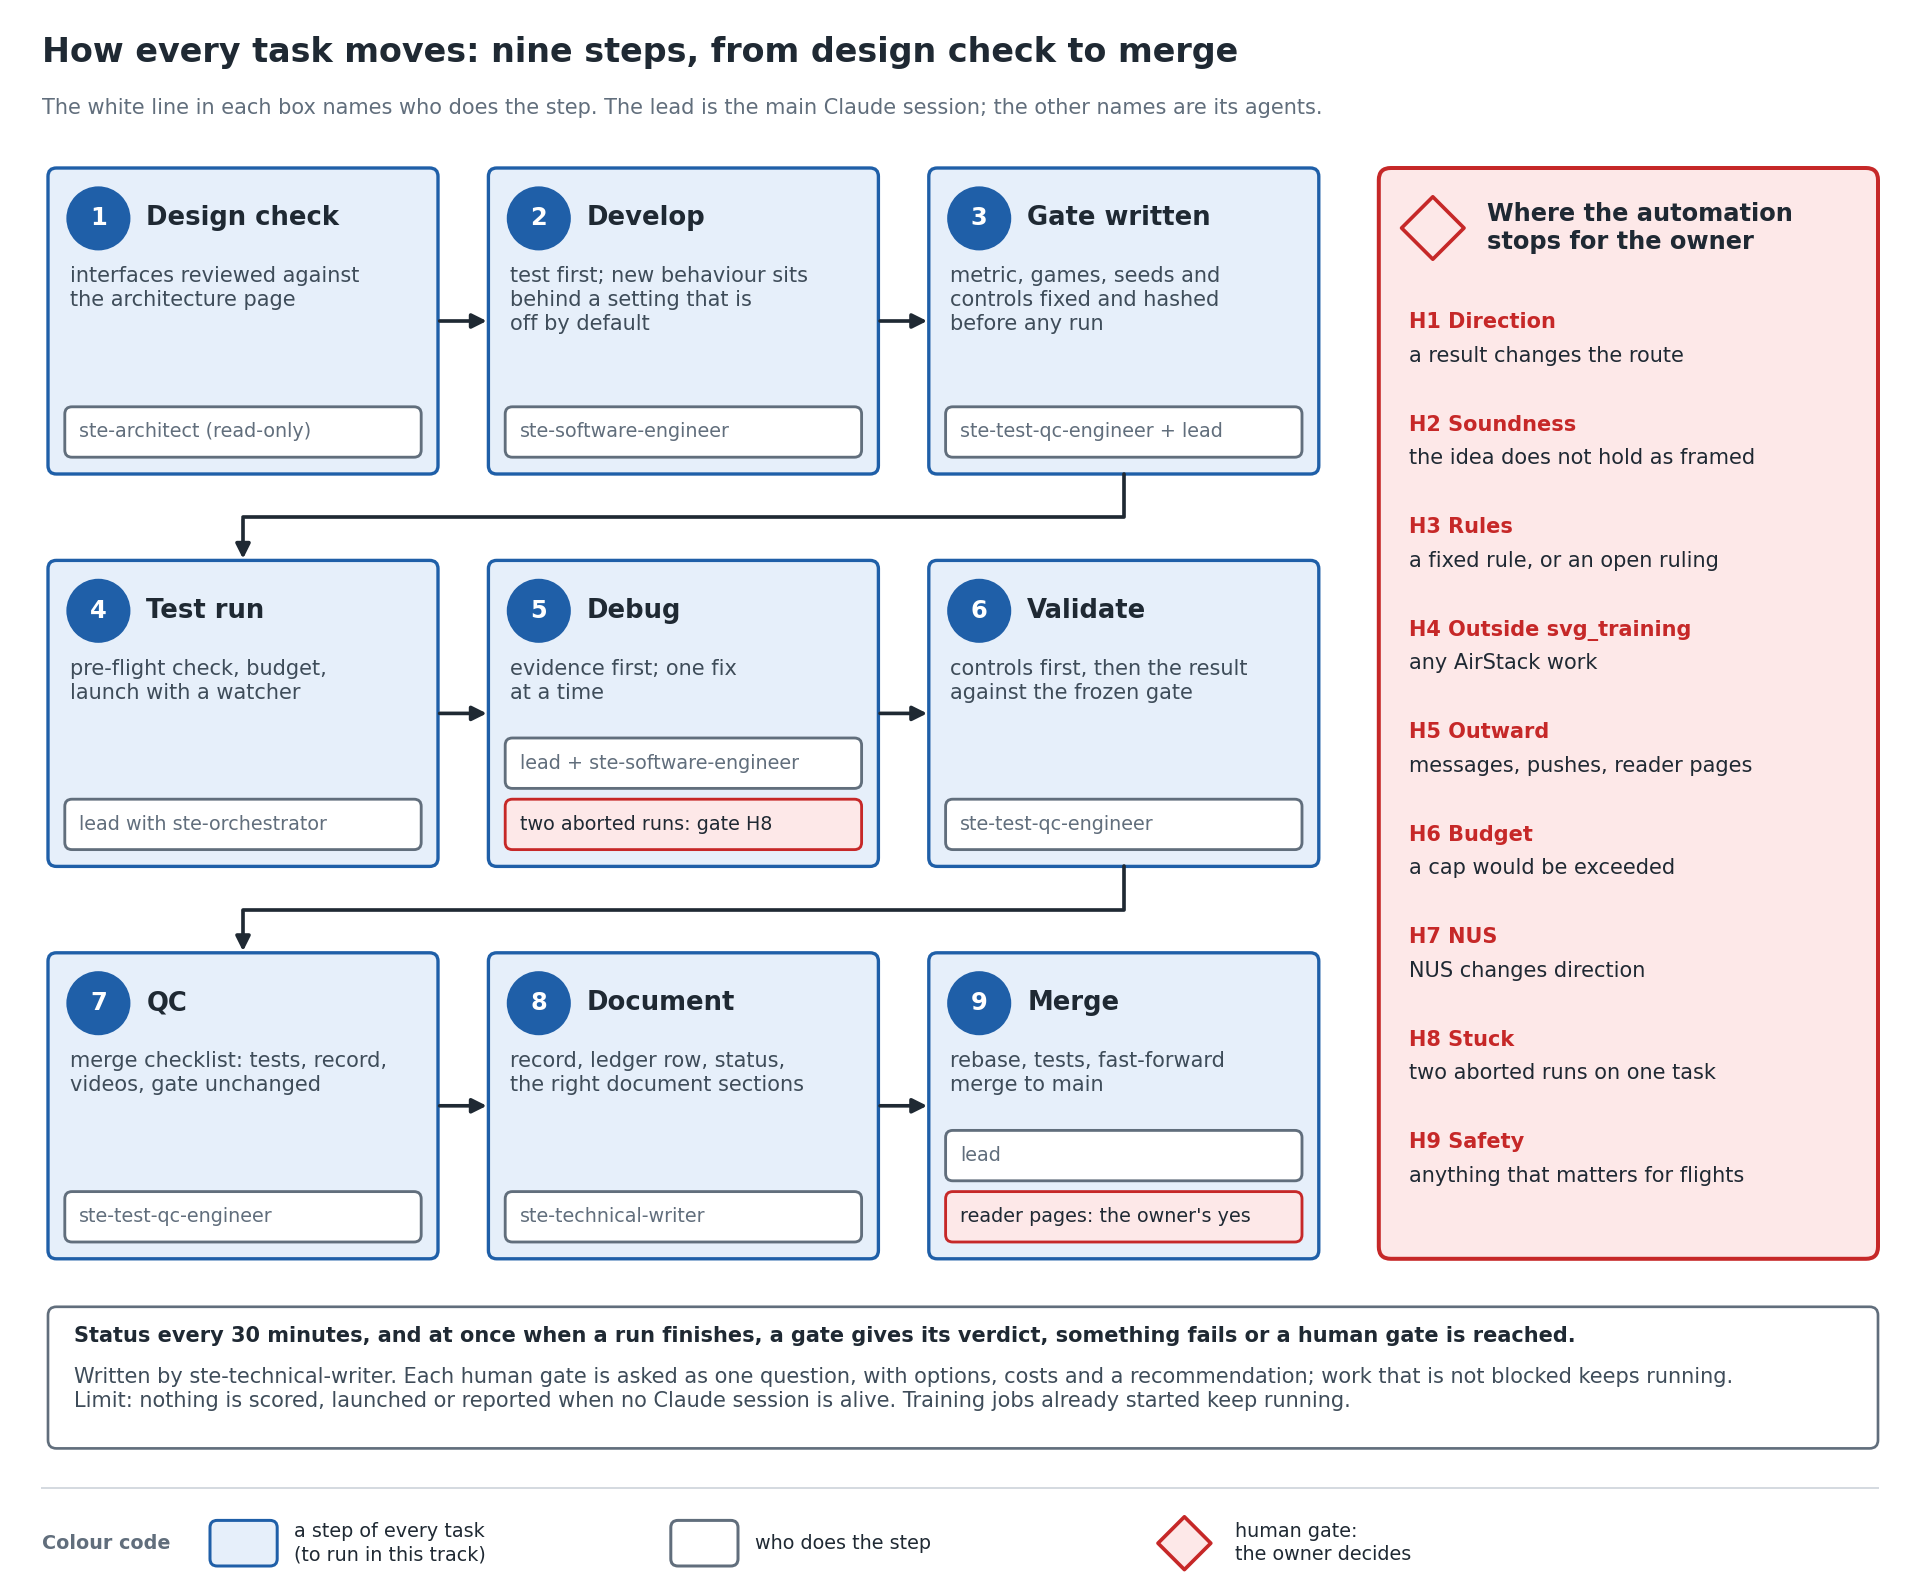 How every task moves: nine steps, from design check to merge
The white line in each box names who does the step. The lead is the main Claude session; the other names are its agents.
1 Design check
interfaces reviewed against
the architecture page
ste-architect (read-only)
2 Develop
test first; new behaviour sits
behind a setting that is
off by default
ste-software-engineer
3 Gate written
metric, games, seeds and
controls fixed and hashed
before any run
ste-test-qc-engineer + lead
4 Test run
pre-flight check, budget,
launch with a watcher
lead with ste-orchestrator
5 Debug
evidence first; one fix
at a time
lead + ste-software-engineer
two aborted runs: gate H8
6 Validate
controls first, then the result
against the frozen gate
ste-test-qc-engineer
7 QC
merge checklist: tests, record,
videos, gate unchanged
ste-test-qc-engineer
8 Document
record, ledger row, status,
the right document sections
ste-technical-writer
9 Merge
rebase, tests, fast-forward
merge to main
lead
reader pages: the owner's yes
Where the automation
stops for the owner
H1 Direction
a result changes the route
H2 Soundness
the idea does not hold as framed
H3 Rules
a fixed rule, or an open ruling
H4 Outside svg_training
any AirStack work
H5 Outward
messages, pushes, reader pages
H6 Budget
a cap would be exceeded
H7 NUS
NUS changes direction
H8 Stuck
two aborted runs on one task
H9 Safety
anything that matters for flights
Status every 30 minutes, and at once when a run finishes, a gate gives its verdict, something fails or a human gate is reached.
Written by ste-technical-writer. Each human gate is asked as one question, with options, costs and a recommendation; work that is not blocked keeps running.
Limit: nothing is scored, launched or reported when no Claude session is alive. Training jobs already started keep running.
Colour code
a step of every task
(to run in this track)
who does the step
human gate:
the owner decides